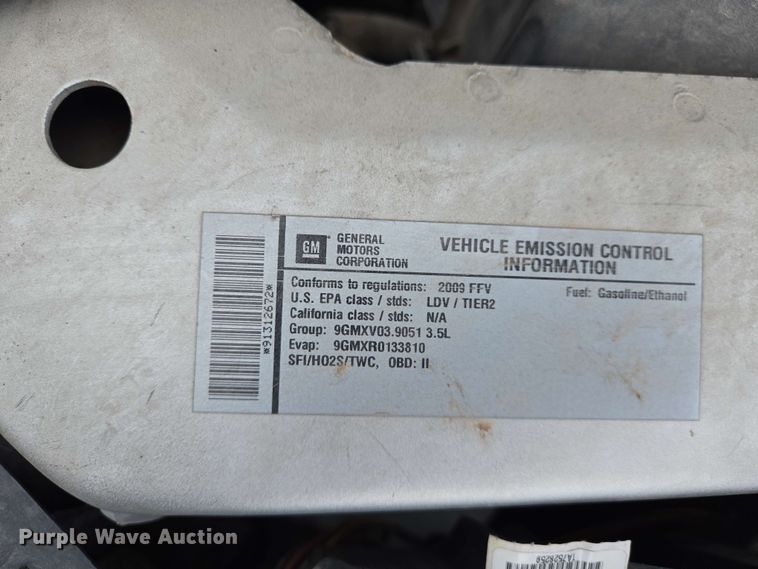 GM
GENERAL
MOTORS
CORPORATION
VEHICLE EMISSION CONTROL
INFORMATION
Conforms to regulations: 2009 FFV
Fuel: Gasoline/Ethanol
U.S. EPA class / stds: LDV / TIER2
California class / stds: N/A
Group: 9GMXV03.9051 3.5L
Evap: 9GMXR0133810
SFI/HO2S/TWC, OBD: II
*91312672*
Purple Wave Auction